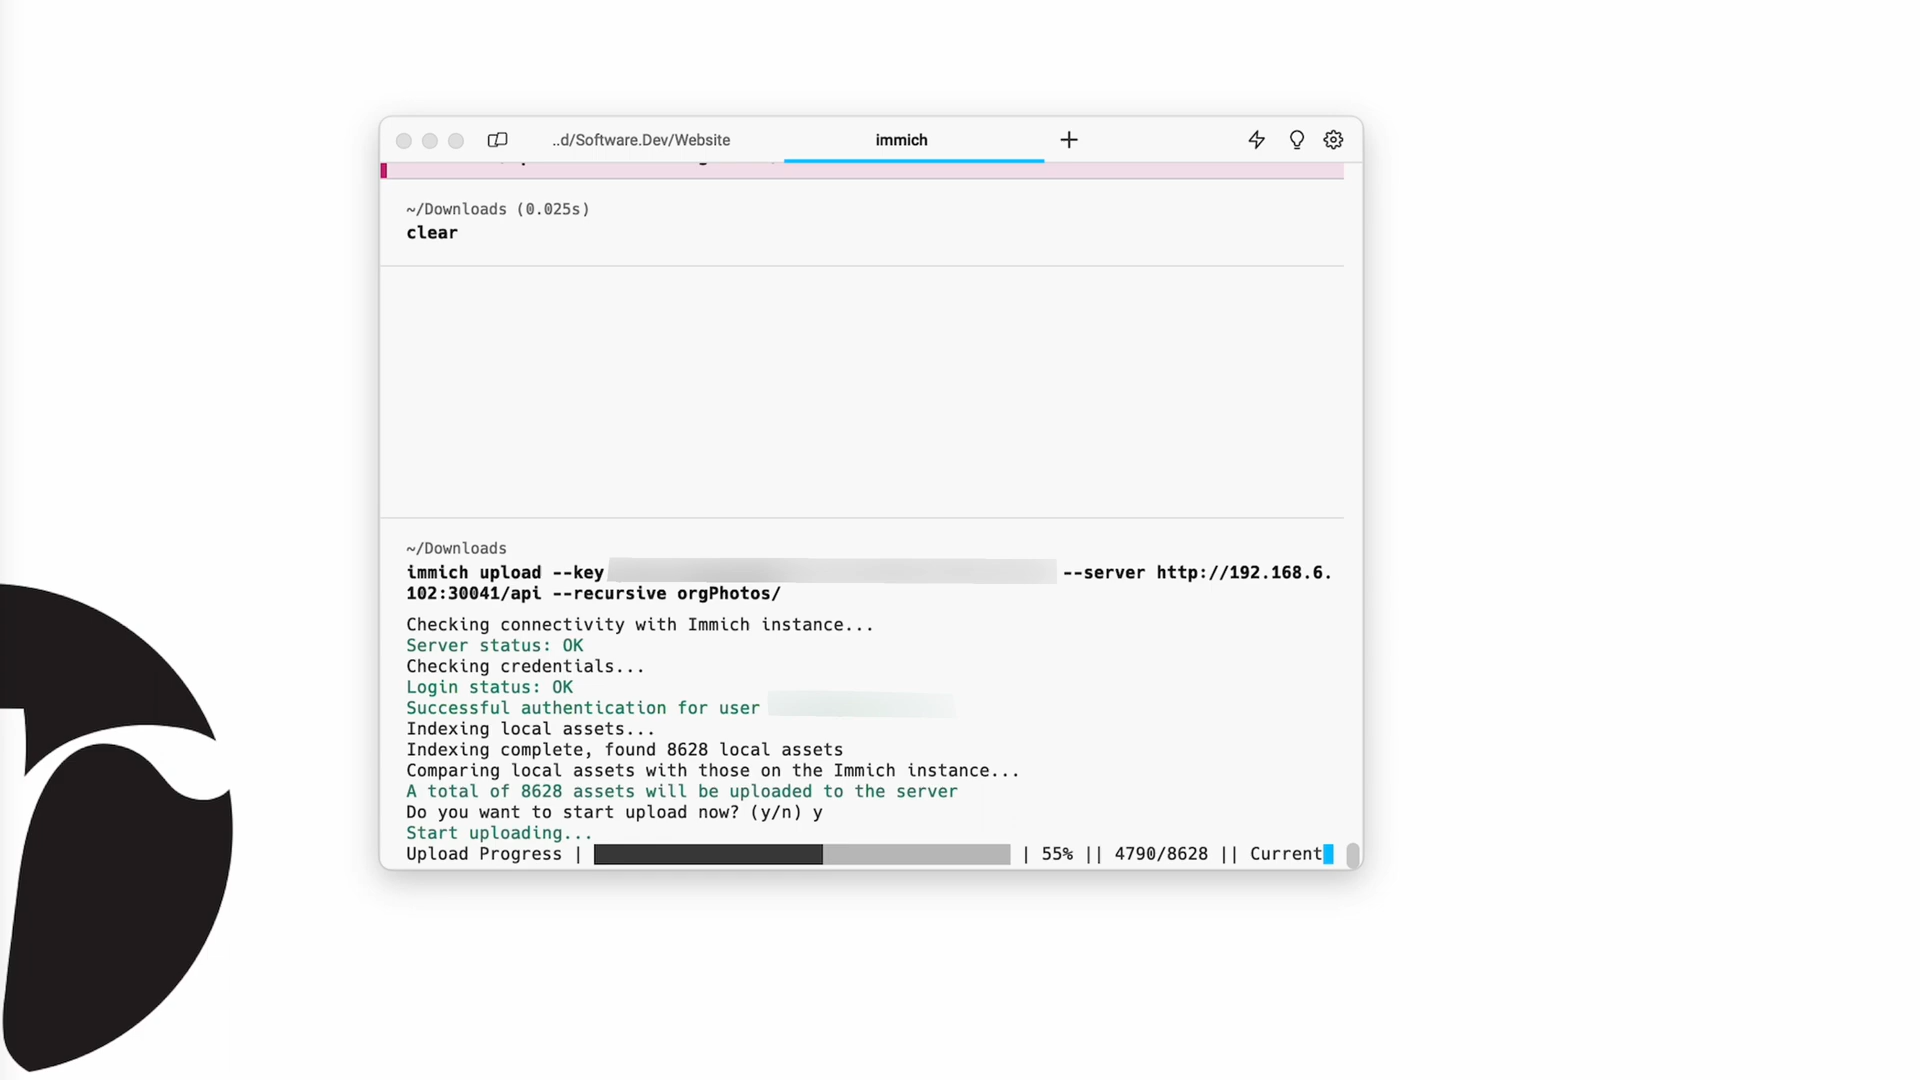 ..d/Software.Dev/Website
immich
~/Downloads (0.025s)
clear
~/Downloads
immich upload --key --server http://192.168.6.
102:30041/api --recursive orgPhotos/
Checking connectivity with Immich instance...
Server status: OK
Checking credentials...
Login status: OK
Successful authentication for user
Indexing local assets...
Indexing complete, found 8628 local assets
Comparing local assets with those on the Immich instance...
A total of 8628 assets will be uploaded to the server
Do you want to start upload now? (y/n) y
Start uploading...
Upload Progress | | 55% || 4790/8628 || Current